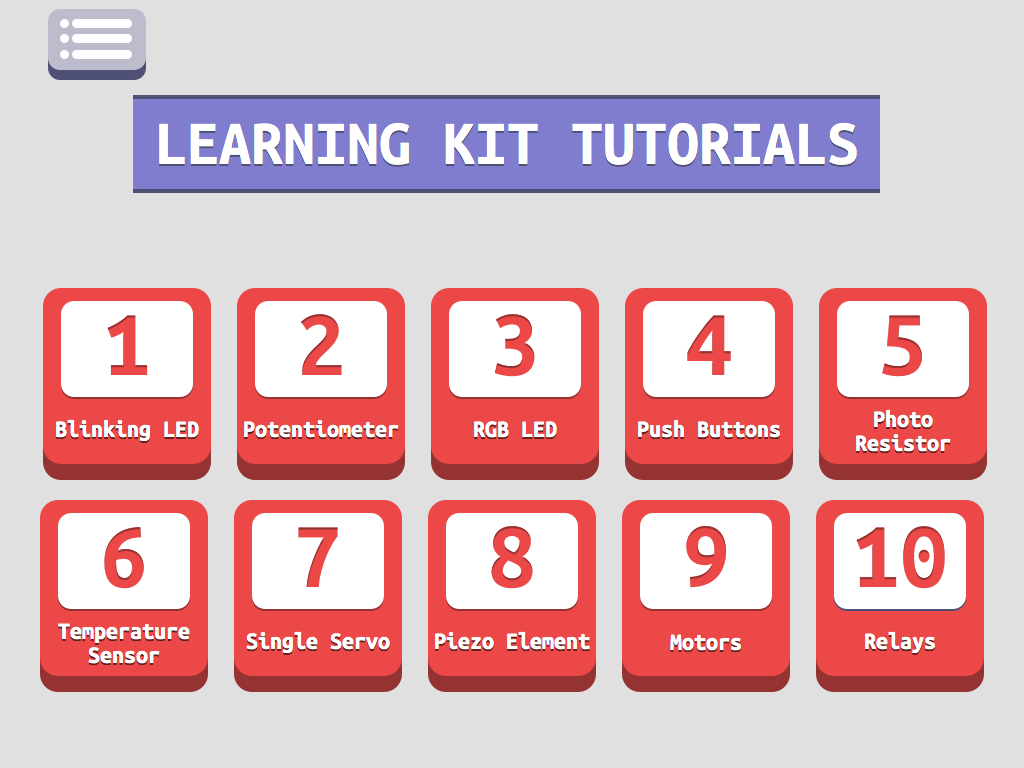 LEARNING KIT TUTORIALS
1
2
3
4
5
Blinking LED
Potentiometer
RGB LED
Push Buttons
Photo
Resistor
6
7
8
9
10
Temperature
Sensor
Single Servo
Piezo Element
Motors
Relays